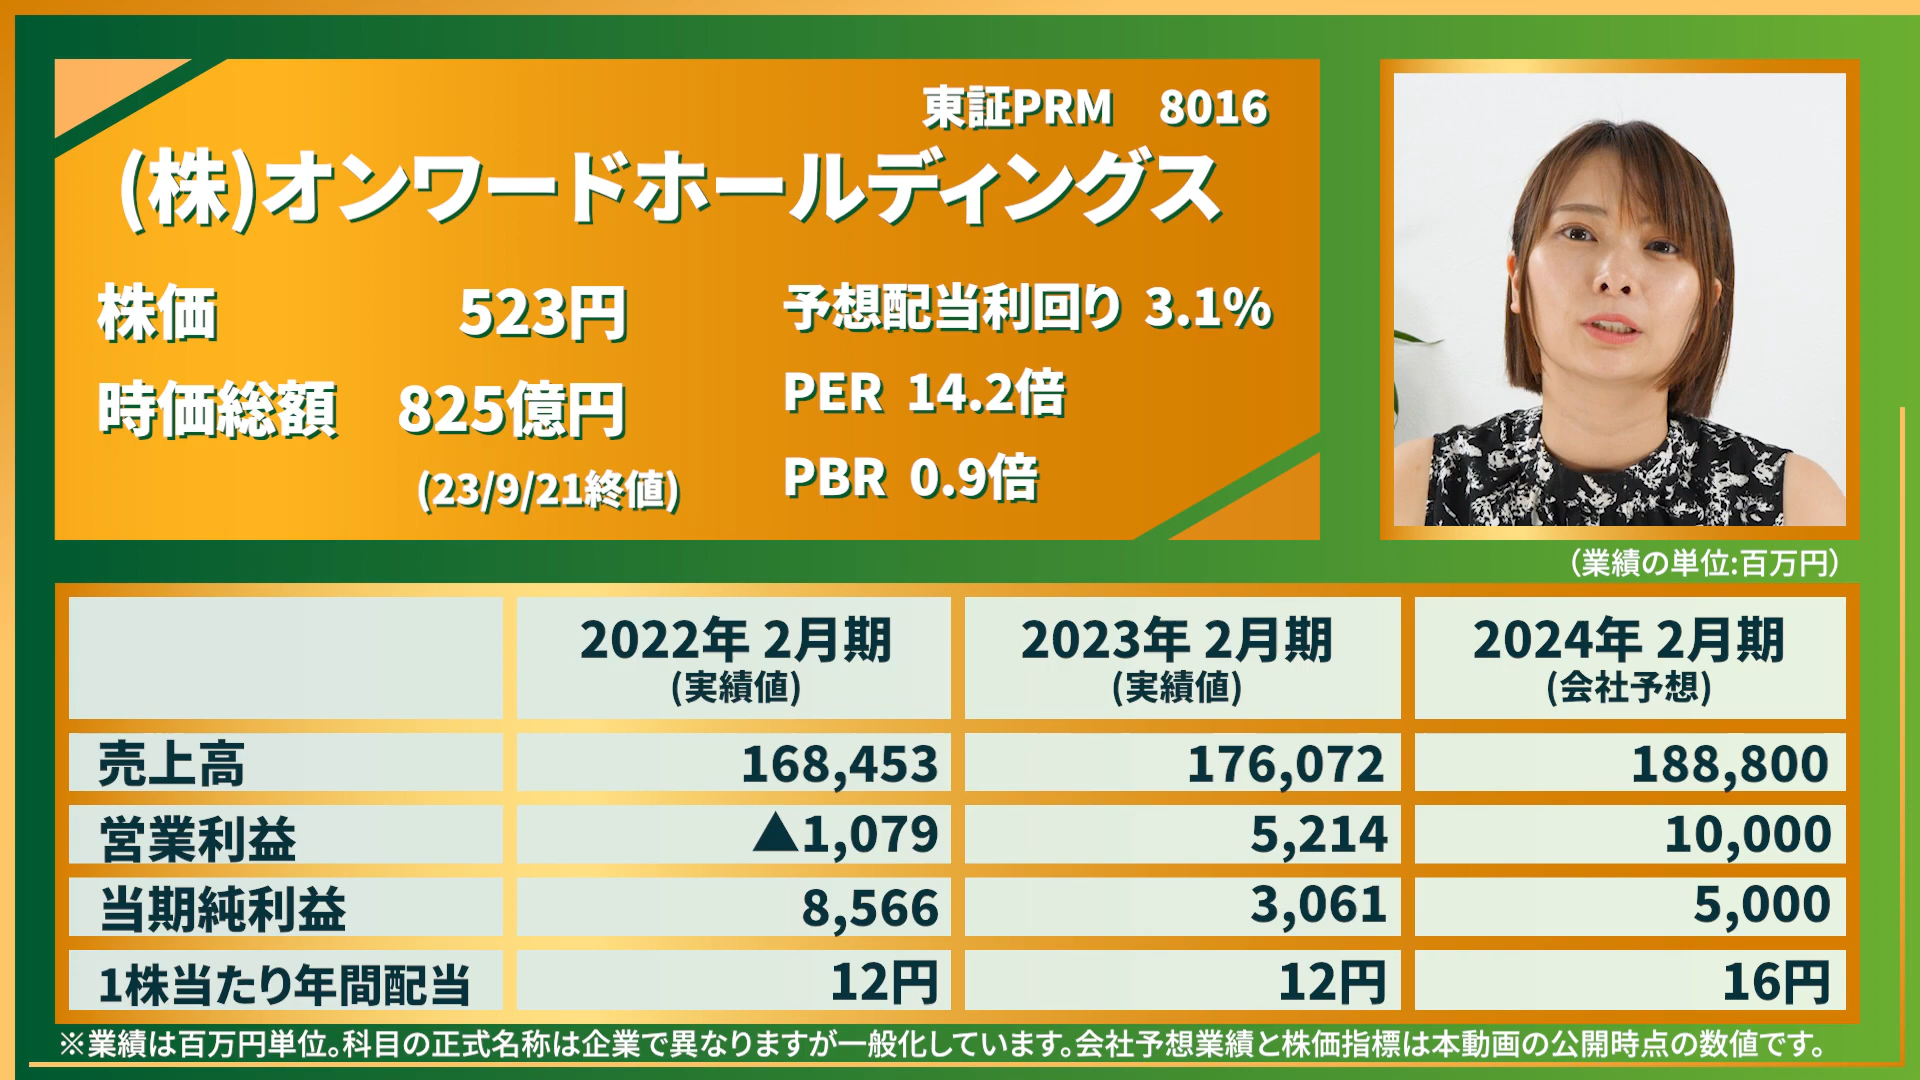 東証PRM 8016
(株)オンワードホールディングス
株価 523円
時価総額 825億円
(23/9/21終値)
予想配当利回り 3.1%
PER 14.2倍
PBR 0.9倍
(業績の単位:百万円)
2022年 2月期 2023年 2月期 2024年 2月期
(実績値) (実績値) (会社予想)
売上高 168,453 176,072 188,800
営業利益 ▲1,079 5,214 10,000
当期純利益 8,566 3,061 5,000
1株当たり年間配当 12円 12円 16円
※業績は百万円単位。科目の正式名称は企業で異なりますが一般化しています。会社予想業績と株価指標は本動画の公開時点の数値です。